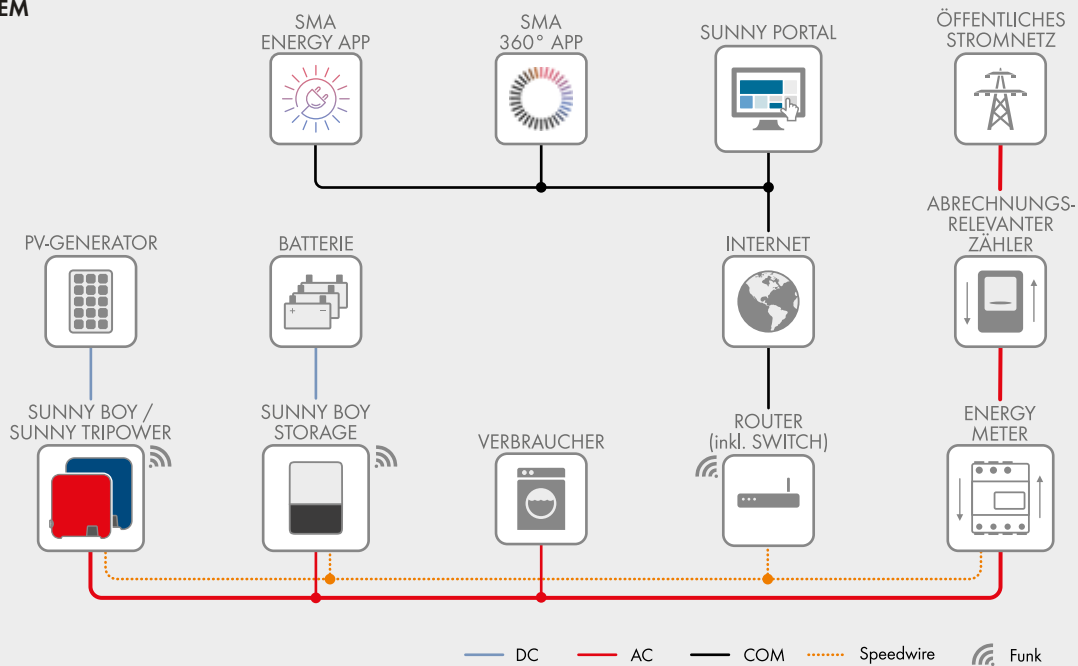 EM
SMA
ENERGY APP
SMA
360° APP
SUNNY PORTAL
ÖFFENTLICHES
STROMNETZ
PV-GENERATOR
BATTERIE
INTERNET
ABRECHNUNGS-
RELEVANTER
ZÄHLER
SUNNY BOY /
SUNNY TRIPOWER
SUNNY BOY
STORAGE
VERBRAUCHER
ROUTER
(inkl. SWITCH)
ENERGY
METER
DC
AC
COM
Speedwire
Funk